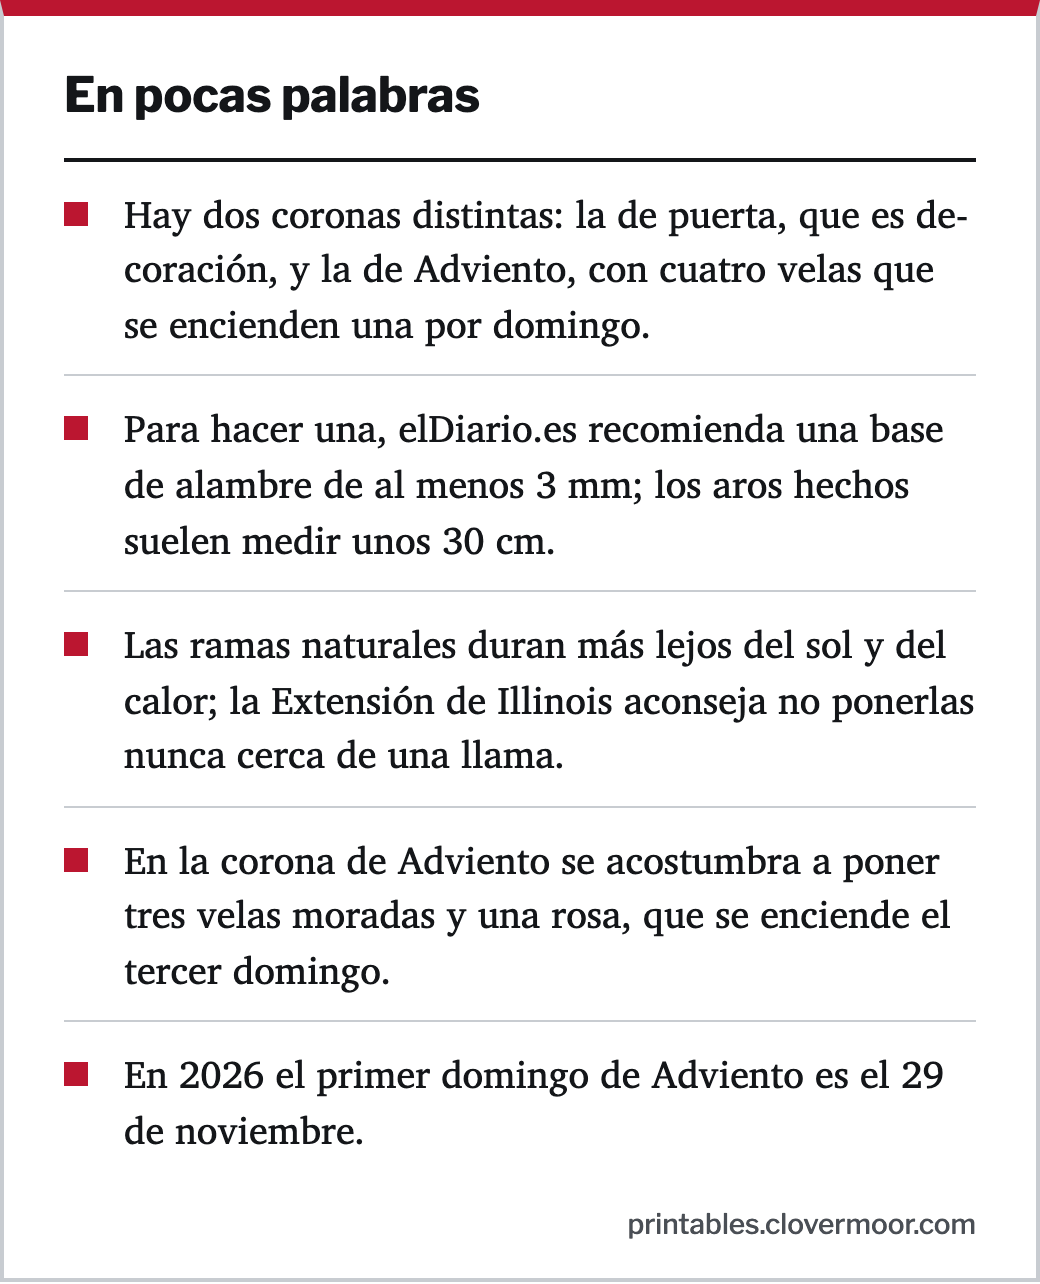 En pocas palabras
Hay dos coronas distintas: la de puerta, que es de-
coración, y la de Adviento, con cuatro velas que
se encienden una por domingo.
Para hacer una, elDiario.es recomienda una base
de alambre de al menos 3 mm; los aros hechos
suelen medir unos 30 cm.
Las ramas naturales duran más lejos del sol y del
calor; la Extensión de Illinois aconseja no ponerlas
nunca cerca de una llama.
En la corona de Adviento se acostumbra a poner
tres velas moradas y una rosa, que se enciende el
tercer domingo.
En 2026 el primer domingo de Adviento es el 29
de noviembre.
printables.clovermoor.com